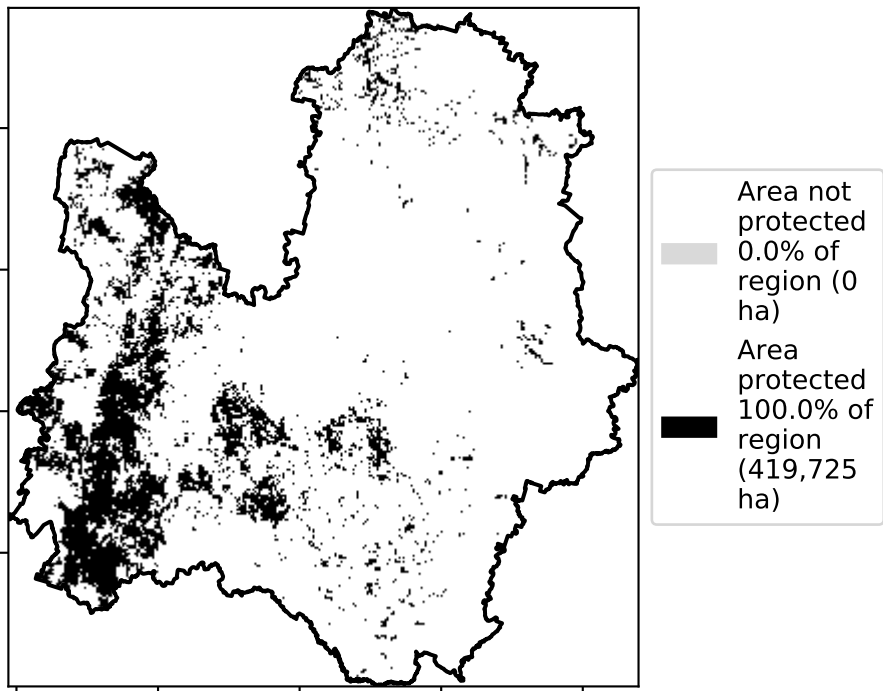 Area not
protected
0.0% of
region (0
ha)
Area
protected
100.0% of
region
(419,725
ha)